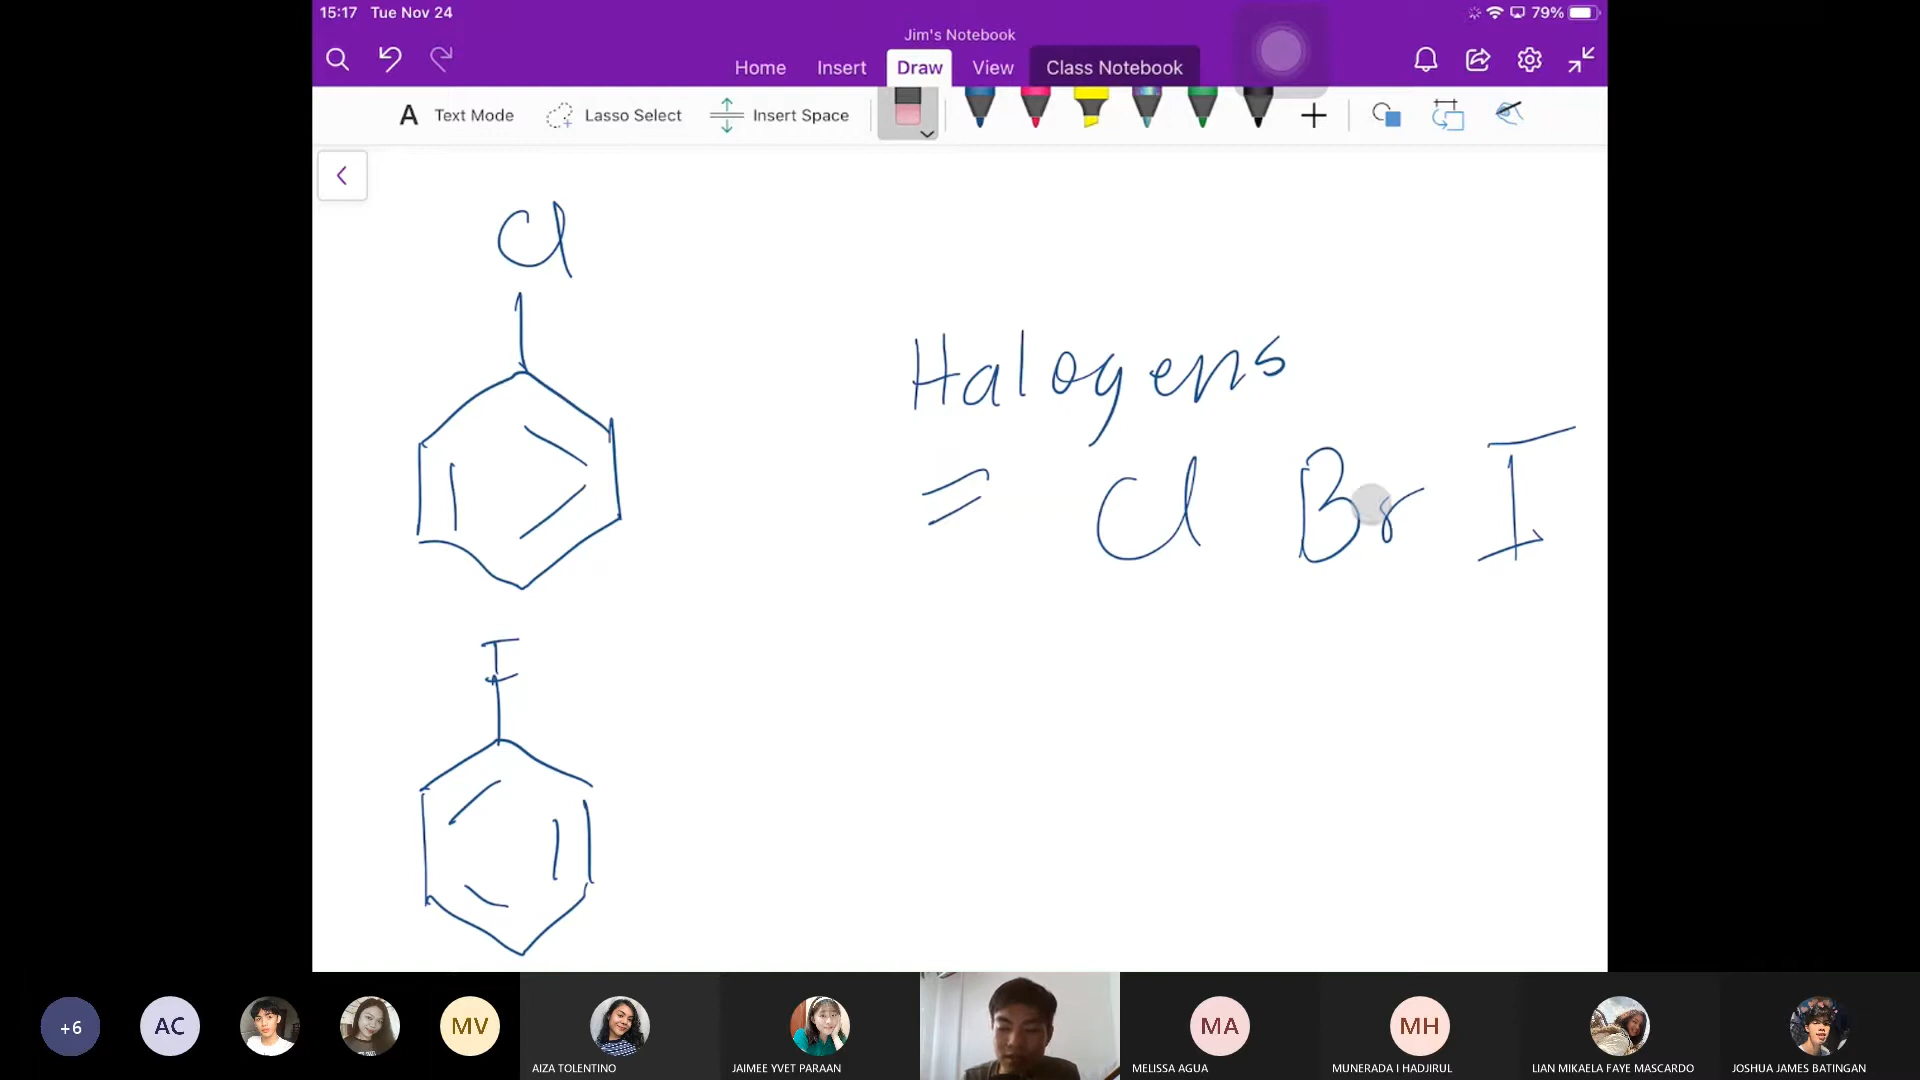 15:17 Tue Nov 24
79%
Jim's Notebook
Home Insert Draw View Class Notebook
A Text Mode Lasso Select Insert Space
Cl
Halogens
= Cl Br I
I
+6 AC MV MA MH
AIZA TOLENTINO JAIMEE YVET PARAAN MELISSA AGUA MUNERADA I HADJIRUL LIAN MIKAELA FAYE MASCARDO JOSHUA JAMES BATINGAN